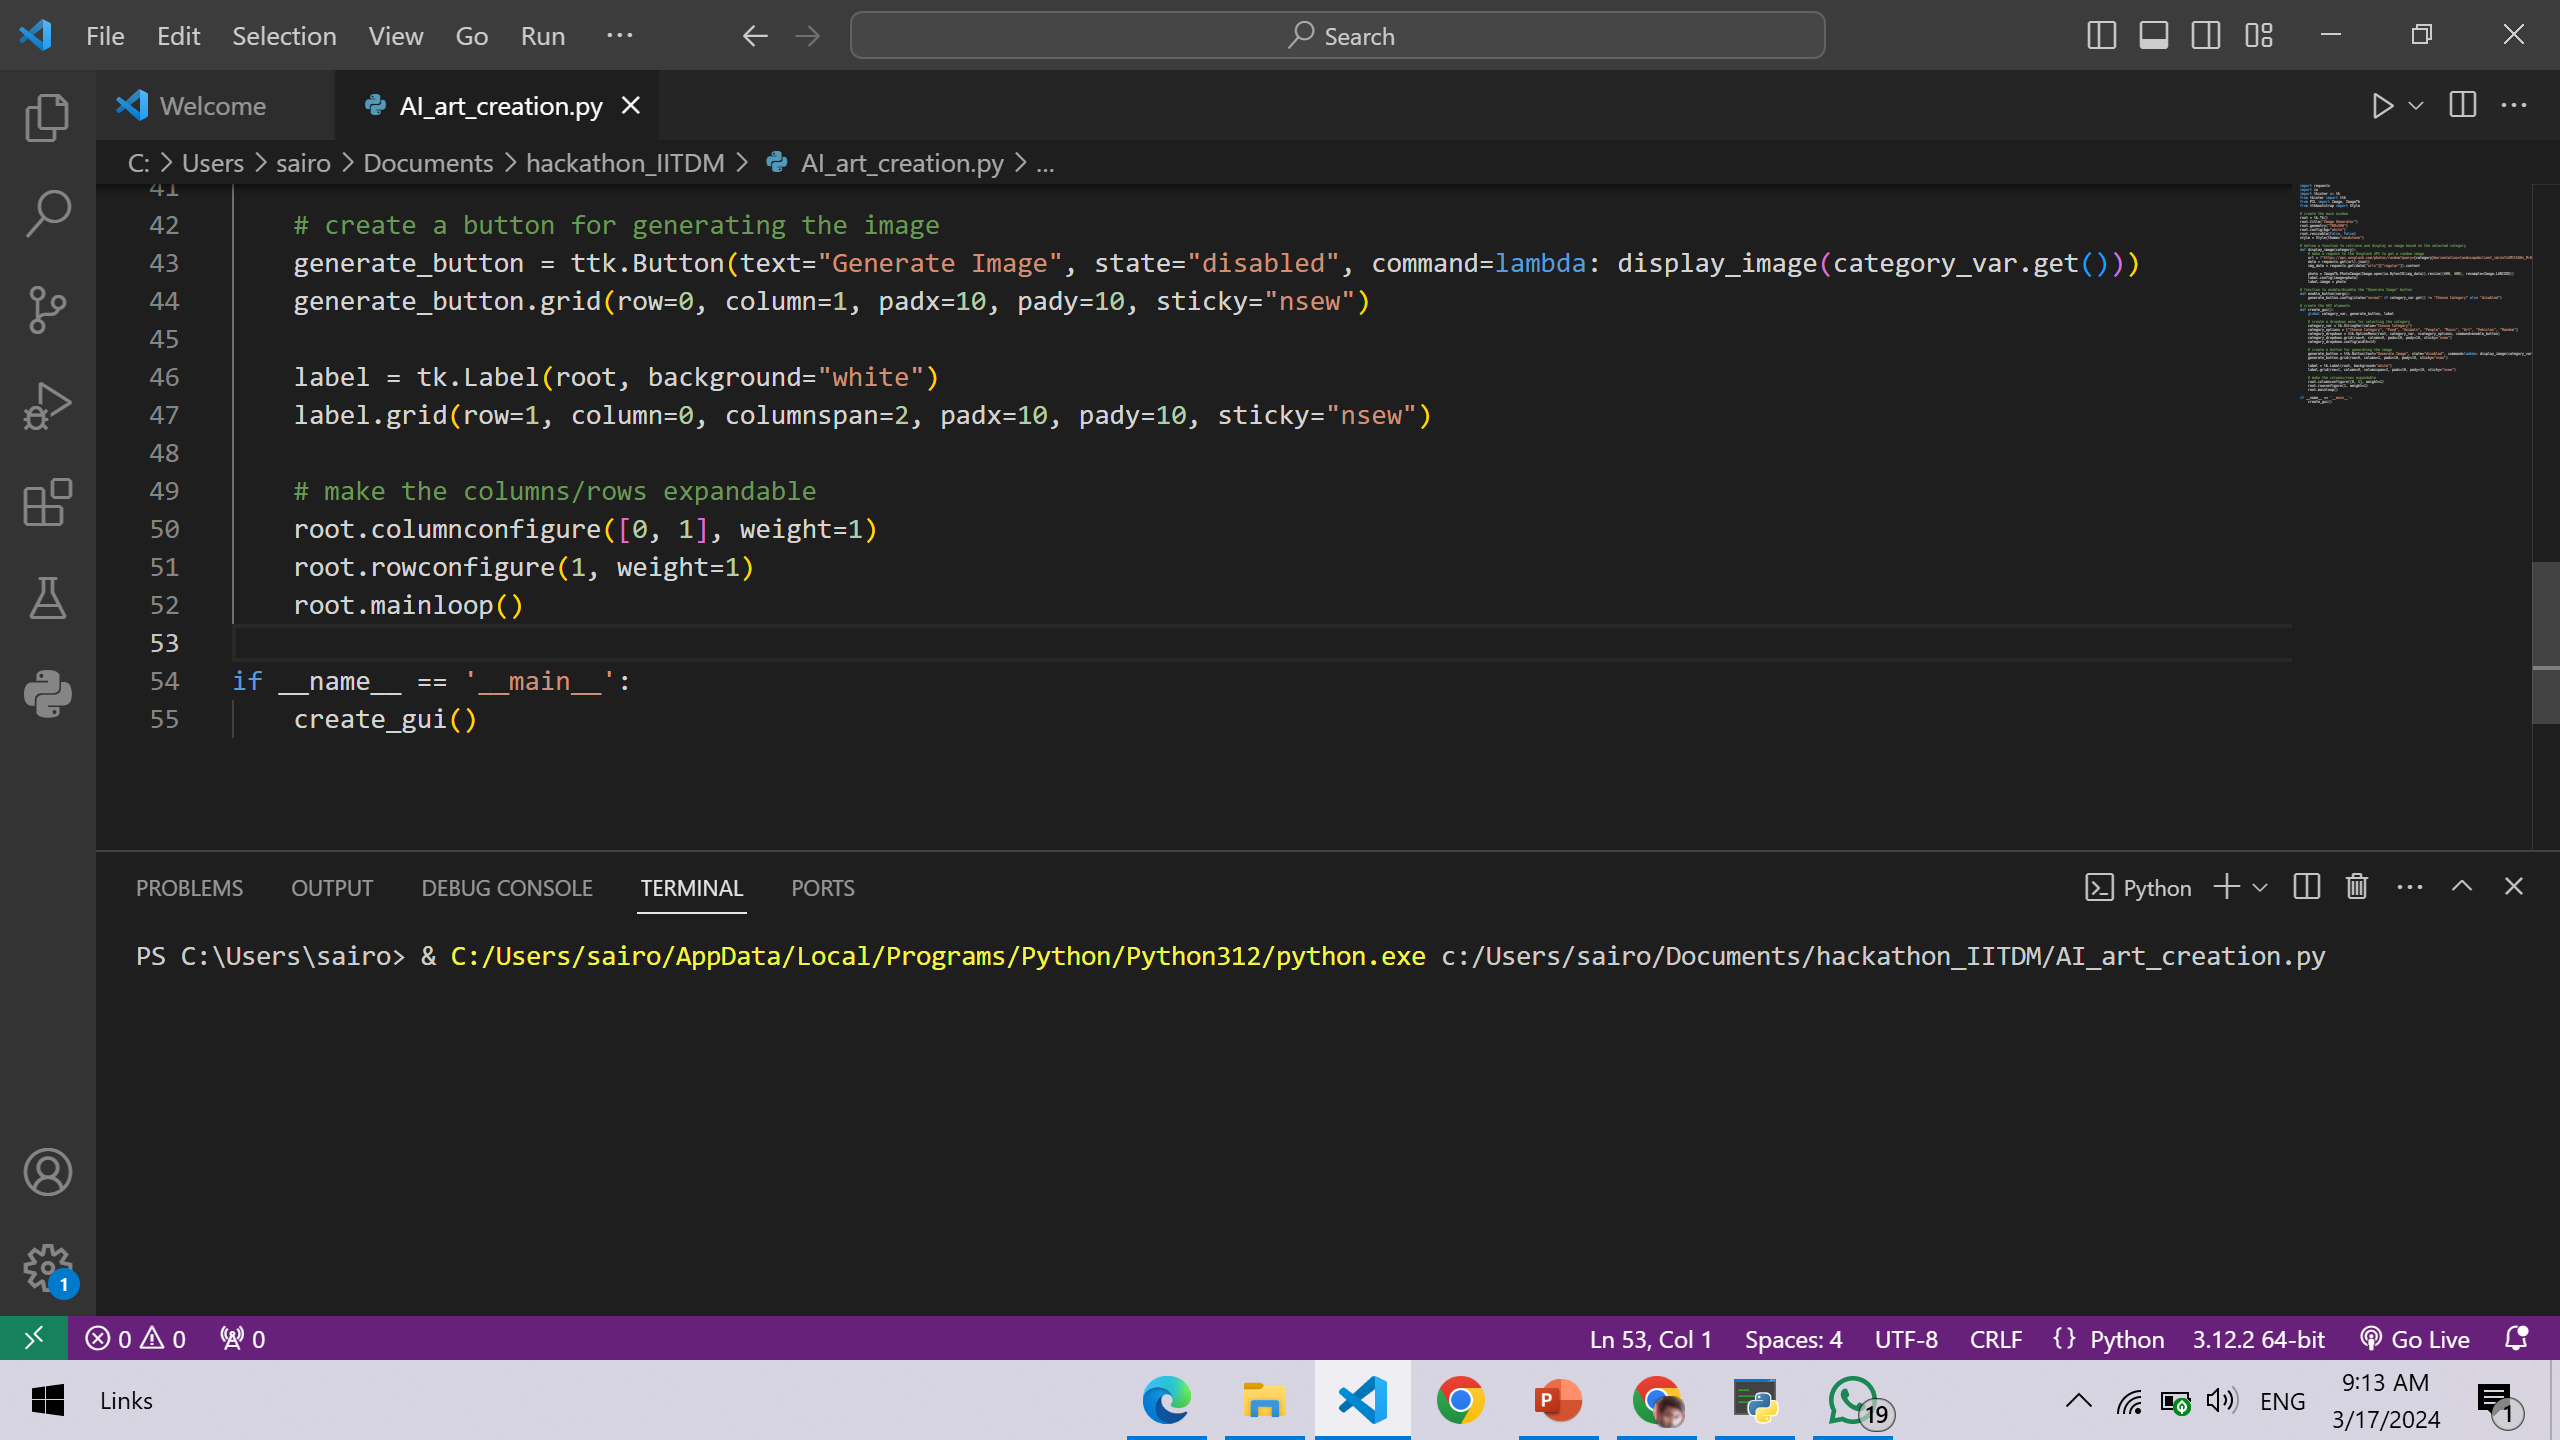 File Edit Selection View Go Run ··· Search
Welcome AI_art_creation.py
C: > Users > sairo > Documents > hackathon_IITDM > AI_art_creation.py > ...
41
42 # create a button for generating the image
43 generate_button = ttk.Button(text="Generate Image", state="disabled", command=lambda: display_image(category_var.get()))
44 generate_button.grid(row=0, column=1, padx=10, pady=10, sticky="nsew")
45
46 label = tk.Label(root, background="white")
47 label.grid(row=1, column=0, columnspan=2, padx=10, pady=10, sticky="nsew")
48
49 # make the columns/rows expandable
50 root.columnconfigure([0, 1], weight=1)
51 root.rowconfigure(1, weight=1)
52 root.mainloop()
53
54 if __name__ == '__main__':
55 create_gui()
PROBLEMS OUTPUT DEBUG CONSOLE TERMINAL PORTS Python
PS C:\Users\sairo> & C:/Users/sairo/AppData/Local/Programs/Python/Python312/python.exe c:/Users/sairo/Documents/hackathon_IITDM/AI_art_creation.py
1
0 0 0 Ln 53, Col 1 Spaces: 4 UTF-8 CRLF {} Python 3.12.2 64-bit Go Live
Links P 19 ENG 9:13 AM
3/17/2024 1